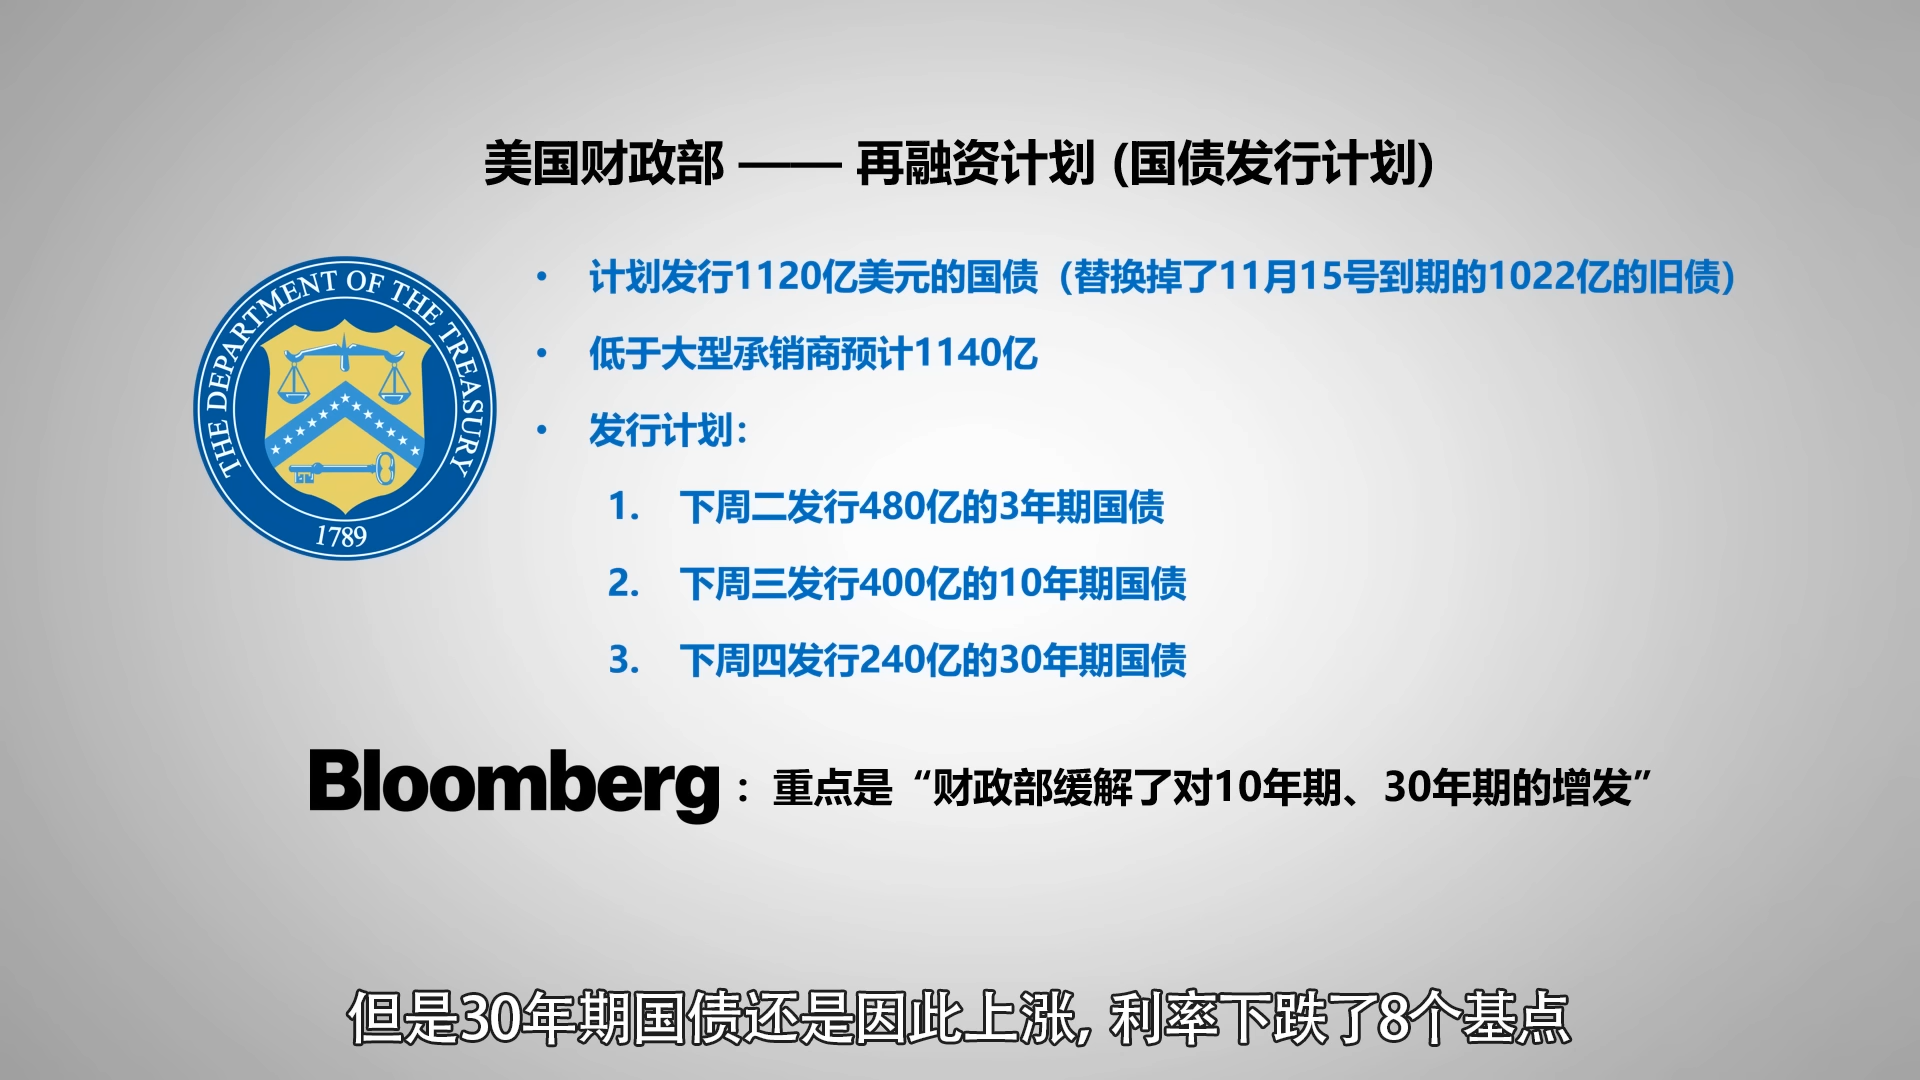 美国财政部 —— 再融资计划 (国债发行计划)
THE DEPARTMENT OF THE TREASURY
1789
• 计划发行1120亿美元的国债（替换掉了11月15号到期的1022亿的旧债）
• 低于大型承销商预计1140亿
• 发行计划：
1. 下周二发行480亿的3年期国债
2. 下周三发行400亿的10年期国债
3. 下周四发行240亿的30年期国债
Bloomberg：重点是“财政部缓解了对10年期、30年期的增发”
但是30年期国债还是因此上涨, 利率下跌了8个基点